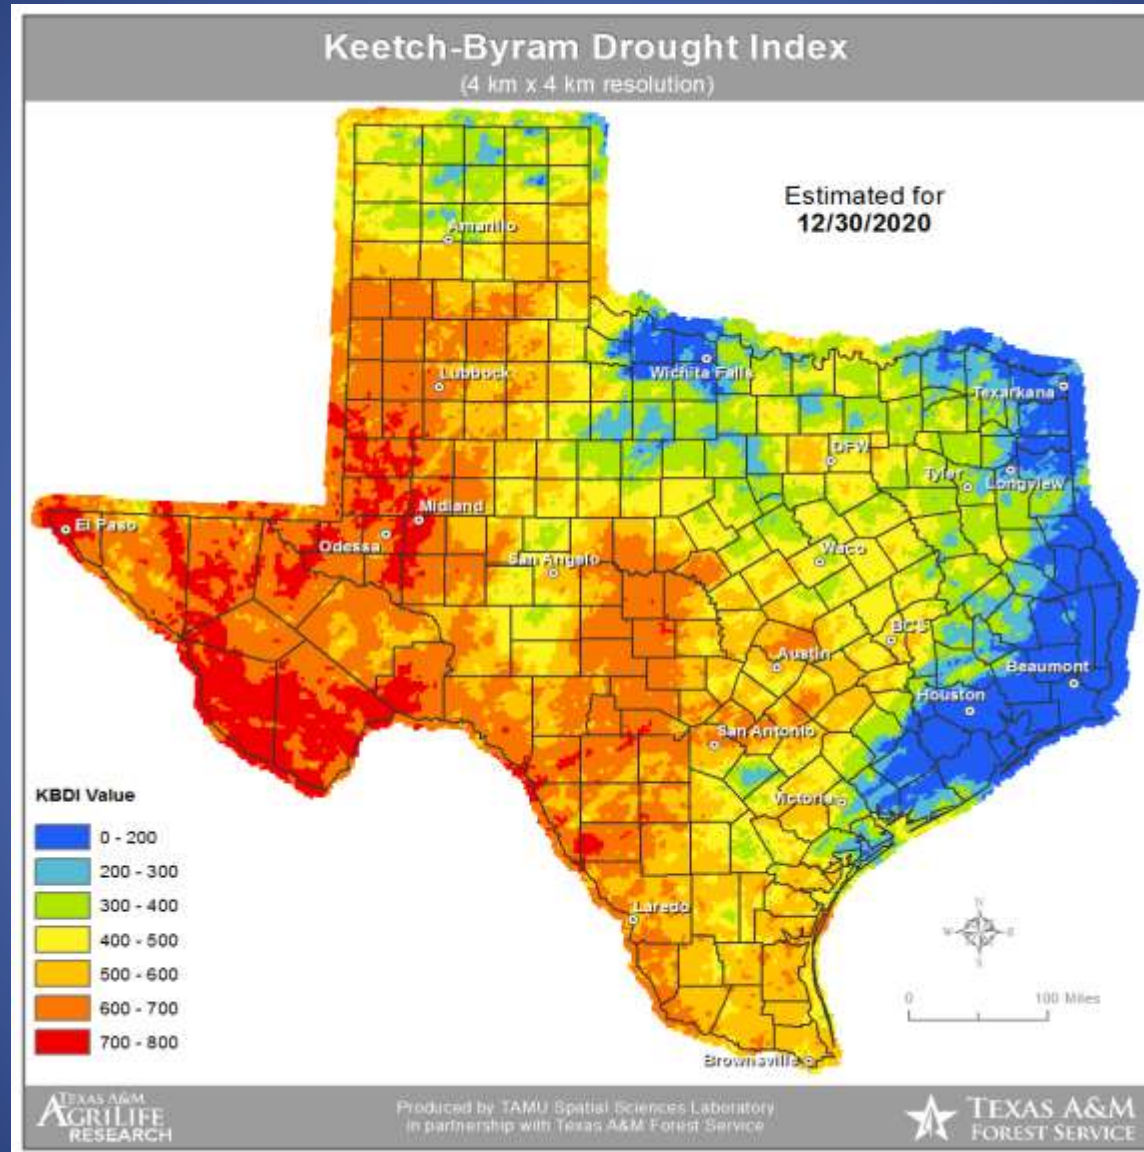 Keetch-Byram Drought Index
(4 km x 4 km resolution)
Estimated for
12/30/2020
Amarillo
Lubbock
Wichita Falls
Texarkana
DFW
Tyler
Longview
Midland
El Paso
Odessa
San Angelo
Waco
BCS
Austin
Beaumont
Houston
San Antonio
Victoria
Laredo
Brownsville
KBDI Value
0 - 200
200 - 300
300 - 400
400 - 500
500 - 600
600 - 700
700 - 800
N
W
E
S
0 100 Miles
TEXAS A&M
AGRILIFE
RESEARCH
Produced by TAMU Spatial Sciences Laboratory
in partnership with Texas A&M Forest Service
TEXAS A&M
FOREST SERVICE